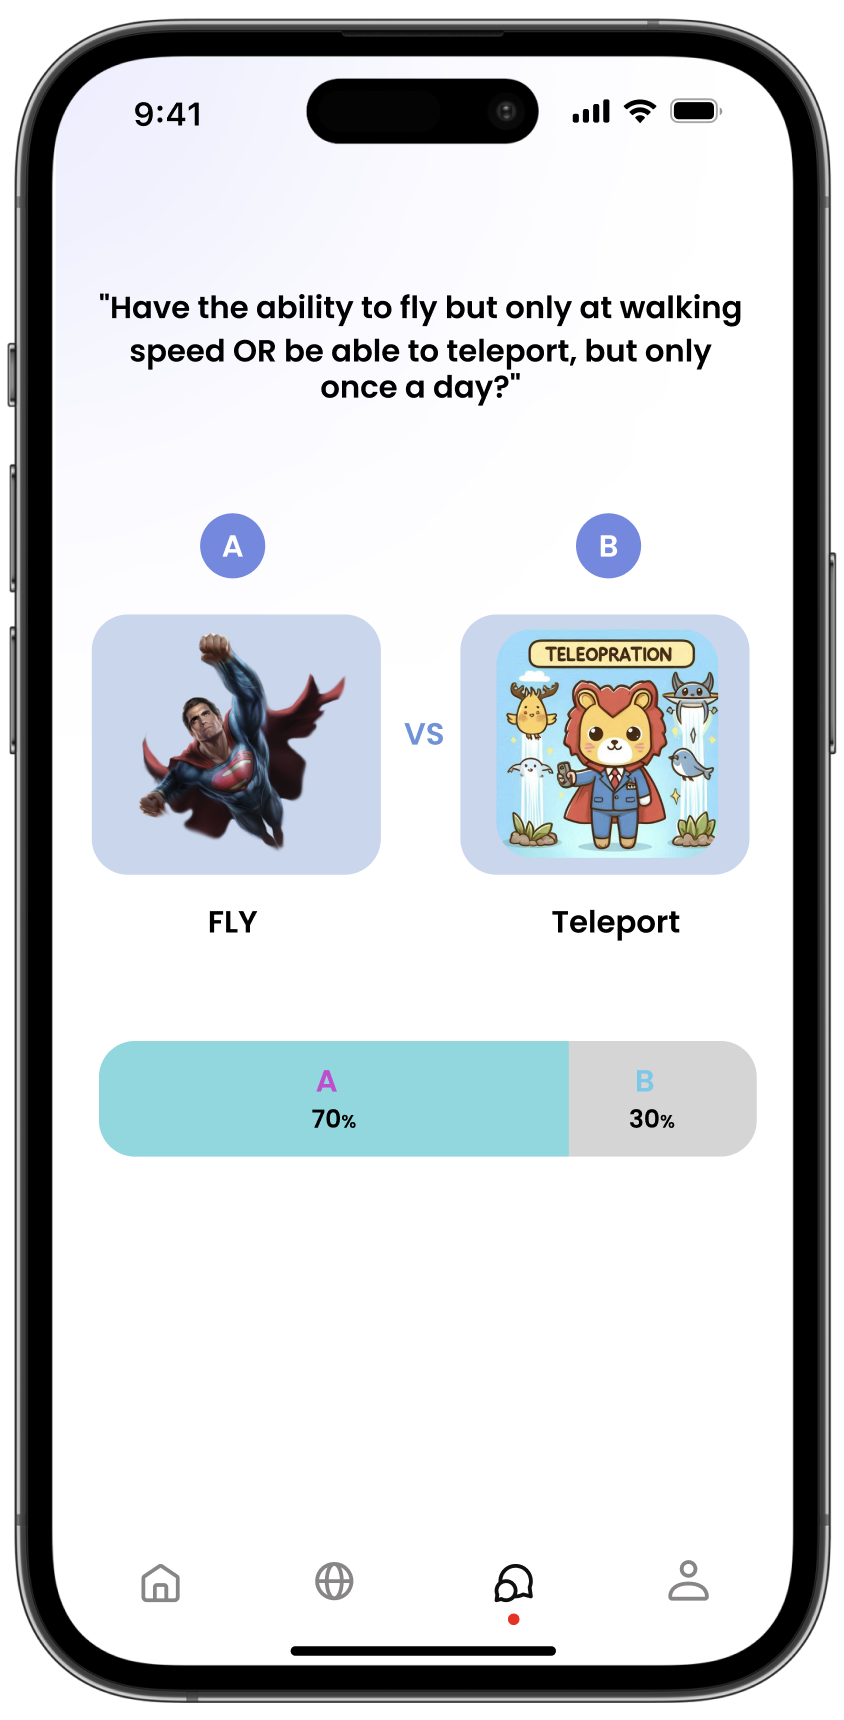 9:41
"Have the ability to fly but only at walking
speed OR be able to teleport, but only
once a day?"
A
B
TELEOPRATION
VS
FLY
Teleport
A
B
70%
30%